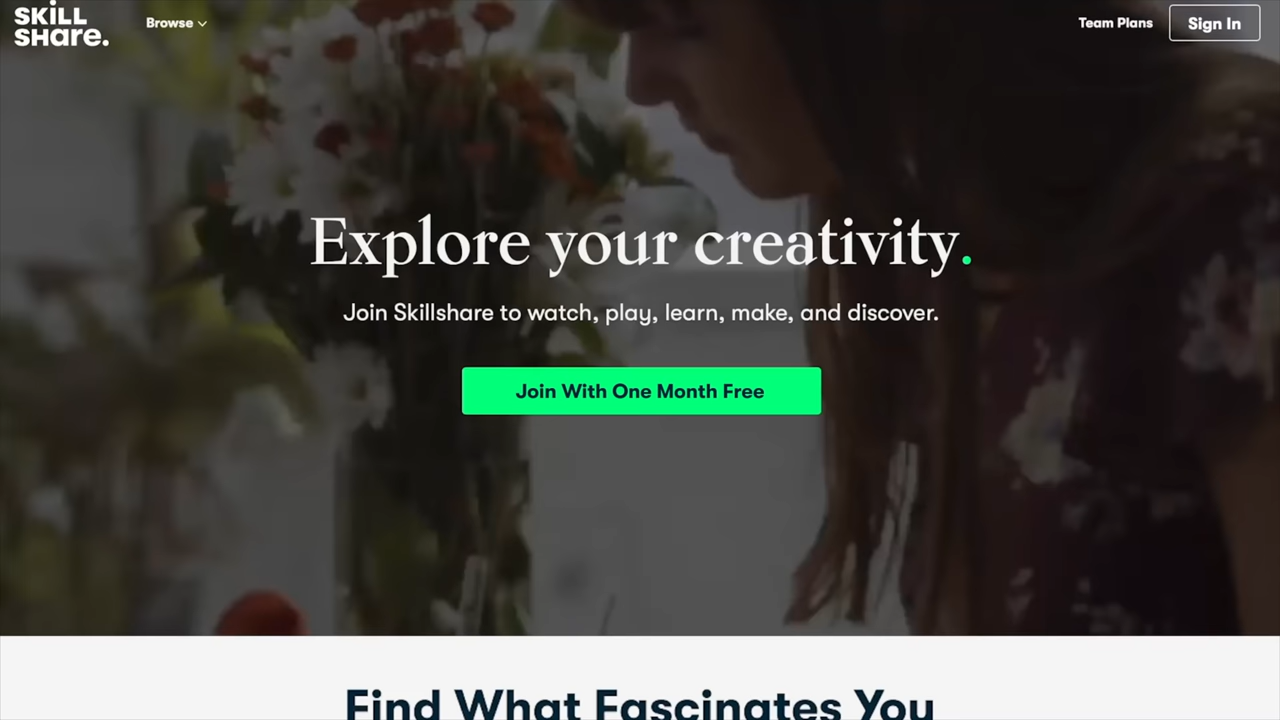 SKILL
SHare.
Browse
Team Plans
Sign In
Explore your creativity.
Join Skillshare to watch, play, learn, make, and discover.
Join With One Month Free
Find What Fascinates You